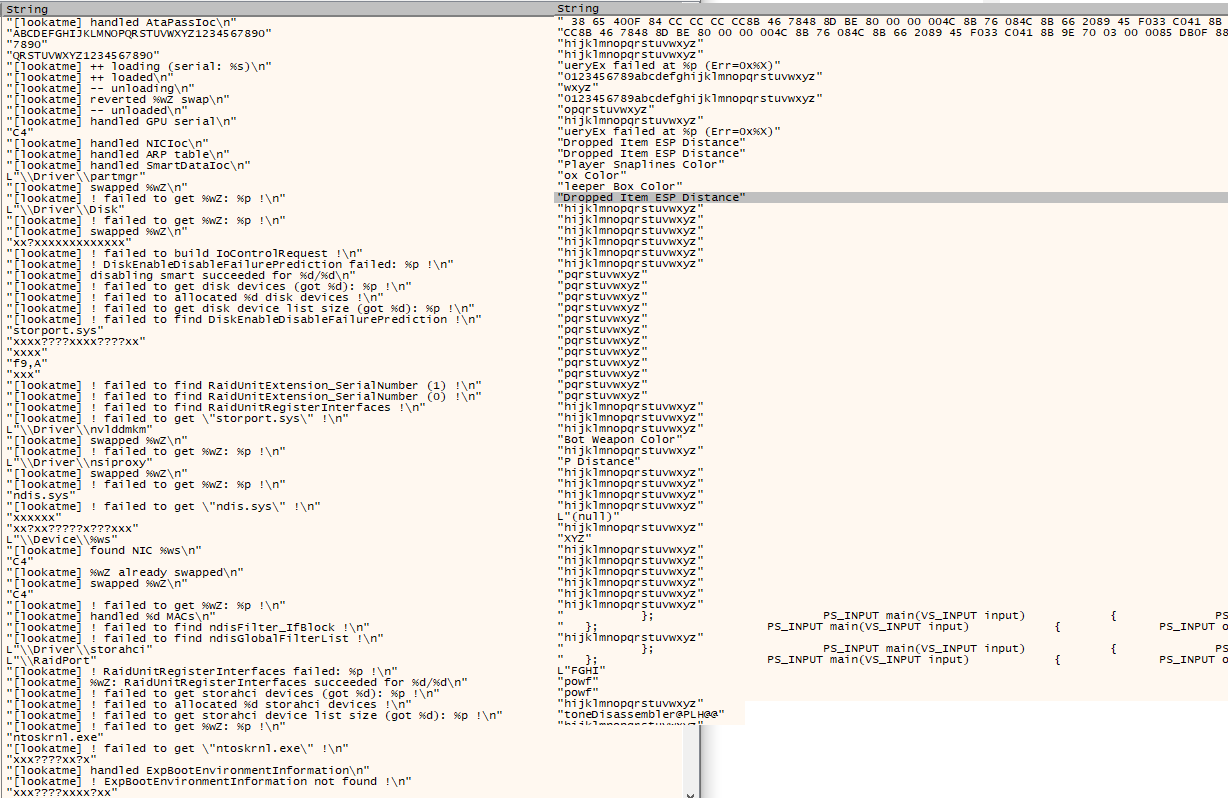 String
"[lookatme] handled AtaPassIoc\n"
"ABCDEFGHIJKLMNOPQRSTUVWXYZ1234567890"
"7890"
"QRSTUVWXYZ1234567890"
"[lookatme] ++ loading (serial: %s)\n"
"[lookatme] ++ loaded\n"
"[lookatme] -- unloading\n"
"[lookatme] reverted %wZ swap\n"
"[lookatme] -- unloaded\n"
"[lookatme] handled GPU serial\n"
"C4"
"[lookatme] handled NICIoc\n"
"[lookatme] handled ARP table\n"
"[lookatme] handled SmartDataIoc\n"
L"\\Driver\\partmgr"
"[lookatme] swapped %wZ\n"
"[lookatme] ! failed to get %wZ: %p !\n"
L"\\Driver\\Disk"
"[lookatme] ! failed to get %wZ: %p !\n"
"[lookatme] swapped %wZ\n"
"xx?xxxxxxxxxxxxx"
"[lookatme] ! failed to build IoControlRequest !\n"
"[lookatme] ! DiskEnableDisableFailurePrediction failed: %p !\n"
"[lookatme] disabling smart succeeded for %d/%d\n"
"[lookatme] ! failed to get disk devices (got %d): %p !\n"
"[lookatme] ! failed to allocated %d disk devices !\n"
"[lookatme] ! failed to get disk device list size (got %d): %p !\n"
"[lookatme] ! failed to find DiskEnableDisableFailurePrediction !\n"
"storport.sys"
"xxxx????xxxx????xx"
"xxxx"
"f9,A"
"xxx"
"[lookatme] ! failed to find RaidUnitExtension_SerialNumber (1) !\n"
"[lookatme] ! failed to find RaidUnitExtension_SerialNumber (0) !\n"
"[lookatme] ! failed to find RaidUnitRegisterInterfaces !\n"
"[lookatme] ! failed to get \"storport.sys\" !\n"
L"\\Driver\\nvlddmkm"
"[lookatme] swapped %wZ\n"
"[lookatme] ! failed to get %wZ: %p !\n"
L"\\Driver\\nsiproxy"
"[lookatme] swapped %wZ\n"
"[lookatme] ! failed to get %wZ: %p !\n"
"ndis.sys"
"[lookatme] ! failed to get \"ndis.sys\" !\n"
"xxxxxx"
"xx?xx?????x???xxx"
L"\\Device\\%ws"
"[lookatme] found NIC %ws\n"
"C4"
"[lookatme] %wZ already swapped\n"
"[lookatme] swapped %wZ\n"
"C4"
"[lookatme] ! failed to get %wZ: %p !\n"
"[lookatme] handled %d MACs\n"
"[lookatme] ! failed to find ndisFilter_IfBlock !\n"
"[lookatme] ! failed to find ndisGlobalFilterList !\n"
L"\\Driver\\storahci"
L"\\RaidPort"
"[lookatme] ! RaidUnitRegisterInterfaces failed: %p !\n"
"[lookatme] %wZ: RaidUnitRegisterInterfaces succeeded for %d/%d\n"
"[lookatme] ! failed to get storahci devices (got %d): %p !\n"
"[lookatme] ! failed to allocated %d storahci devices !\n"
"[lookatme] ! failed to get storahci device list size (got %d): %p !\n"
"[lookatme] ! failed to get %wZ: %p !\n"
"ntoskrnl.exe"
"[lookatme] ! failed to get \"ntoskrnl.exe\" !\n"
"xxx????xx?x"
"[lookatme] handled ExpBootEnvironmentInformation\n"
"[lookatme] ! ExpBootEnvironmentInformation not found !\n"
"xxx????xxxx?xx"
String
" 38 65 400F 84 CC CC CC CC8B 46 7848 8D BE 80 00 00 004C 8B 76 084C 8B 66 2089 45 F033 C041 8B
"CC8B 46 7848 8D BE 80 00 00 004C 8B 76 084C 8B 66 2089 45 F033 C041 8B 9E 70 03 00 0085 DB0F 88
"hijklmnopqrstuvwxyz"
"hijklmnopqrstuvwxyz"
"ueryEx failed at %p (Err=0x%X)"
"0123456789abcdefghijklmnopqrstuvwxyz"
"wxyz"
"0123456789abcdefghijklmnopqrstuvwxyz"
"opqrstuvwxyz"
"hijklmnopqrstuvwxyz"
"ueryEx failed at %p (Err=0x%X)"
"Dropped Item ESP Distance"
"Dropped Item ESP Distance"
"Player Snaplines Color"
"ox Color"
"leeper Box Color"
"Dropped Item ESP Distance"
"hijklmnopqrstuvwxyz"
"hijklmnopqrstuvwxyz"
"hijklmnopqrstuvwxyz"
"hijklmnopqrstuvwxyz"
"hijklmnopqrstuvwxyz"
"hijklmnopqrstuvwxyz"
"pqrstuvwxyz"
"pqrstuvwxyz"
"pqrstuvwxyz"
"pqrstuvwxyz"
"pqrstuvwxyz"
"pqrstuvwxyz"
"pqrstuvwxyz"
"pqrstuvwxyz"
"pqrstuvwxyz"
"pqrstuvwxyz"
"pqrstuvwxyz"
"pqrstuvwxyz"
"hijklmnopqrstuvwxyz"
"hijklmnopqrstuvwxyz"
"hijklmnopqrstuvwxyz"
"Bot Weapon Color"
"hijklmnopqrstuvwxyz"
"P Distance"
"hijklmnopqrstuvwxyz"
"hijklmnopqrstuvwxyz"
"hijklmnopqrstuvwxyz"
"hijklmnopqrstuvwxyz"
L"(null)"
"hijklmnopqrstuvwxyz"
"XYZ"
"hijklmnopqrstuvwxyz"
"hijklmnopqrstuvwxyz"
"hijklmnopqrstuvwxyz"
"hijklmnopqrstuvwxyz"
"hijklmnopqrstuvwxyz"
"hijklmnopqrstuvwxyz"
" }; PS_INPUT main(VS_INPUT input) { PS
" }; PS_INPUT main(VS_INPUT input) { PS_INPUT o
"hijklmnopqrstuvwxyz"
" }; PS_INPUT main(VS_INPUT input) { PS
" }; PS_INPUT main(VS_INPUT input) { PS_INPUT o
L"FGHI"
"powf"
"powf"
"hijklmnopqrstuvwxyz"
"toneDisassembler@PLH@@"
"hijklmnopqrstuvwxyz"